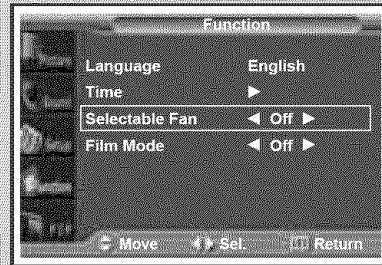 Function
Language English
Time ▶
Selectable Fan ◀ Off ▶
Film Mode ◀ Off ▶
Move Sel. Return